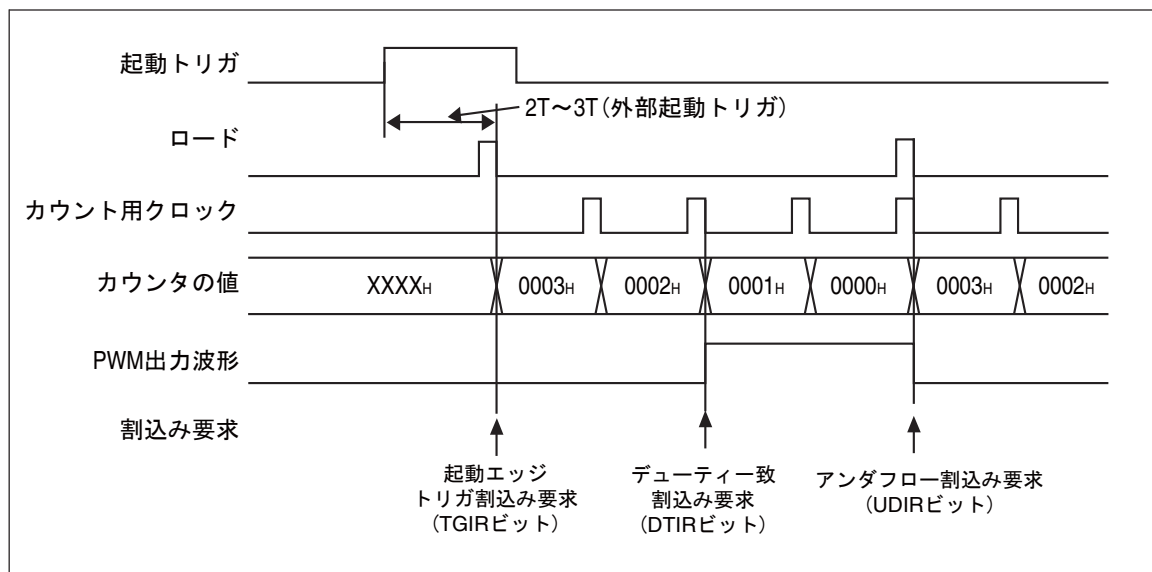 起動トリガ
2T～3T(外部起動トリガ)
ロード
カウント用クロック
カウンタの値
XXXXH
0003H
0002H
0001H
0000H
0003H
0002H
PWM出力波形
割込み要求
起動エッジ
トリガ割込み要求
(TGIRビット)
デューティ一致
割込み要求
(DTIRビット)
アンダフロー割込み要求
(UDIRビット)